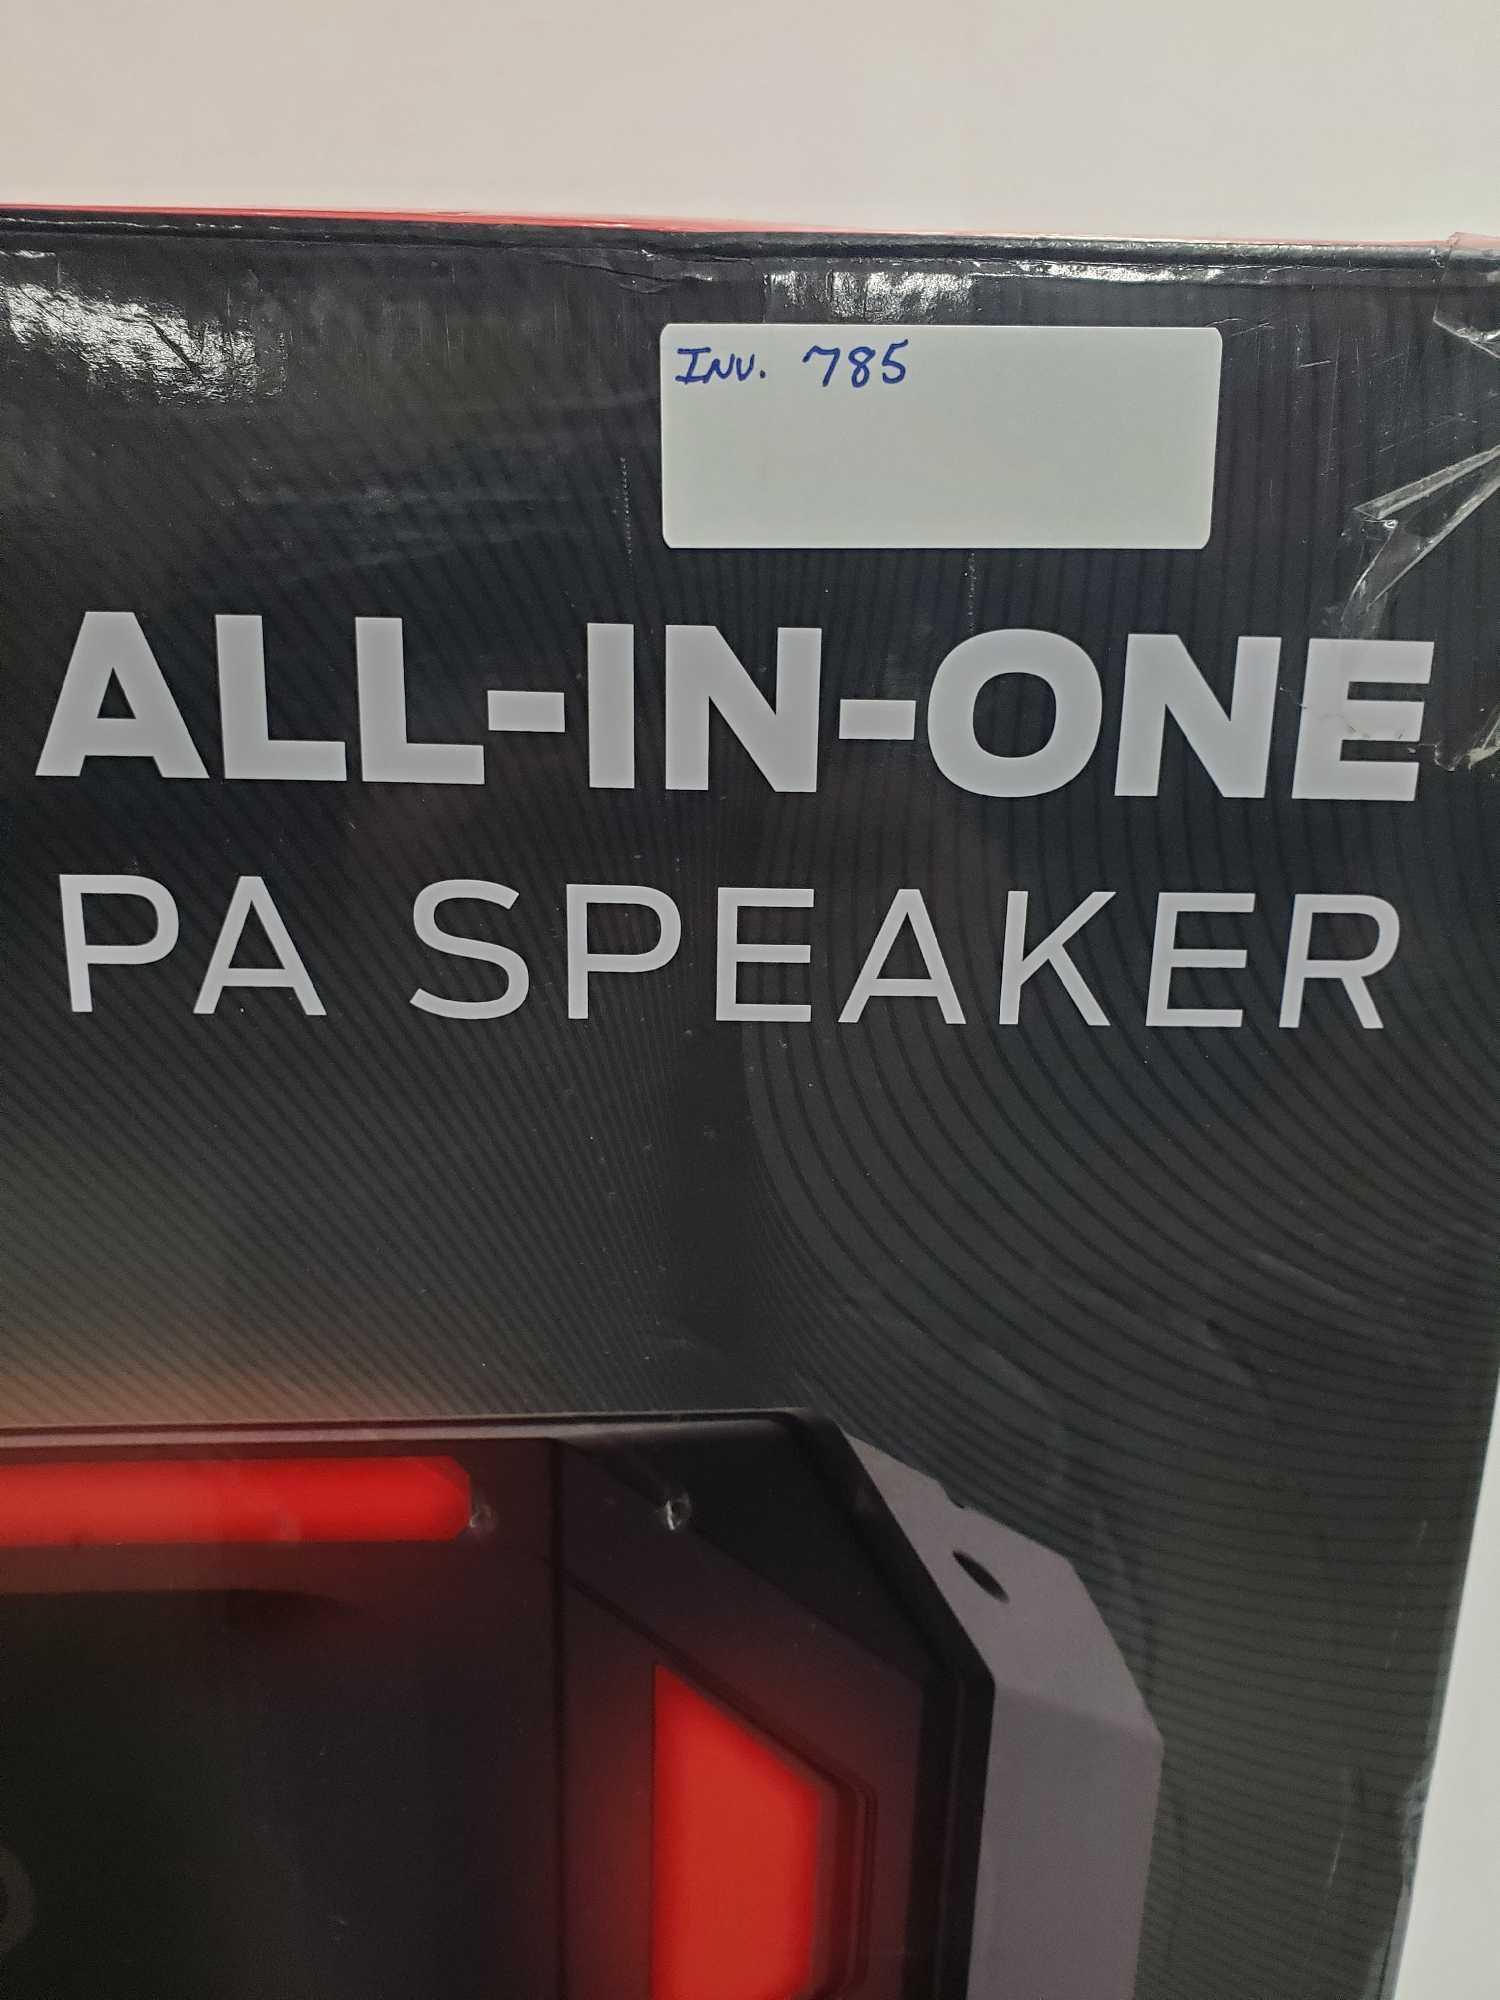 INV. 785
ALL-IN-ONE
PA SPEAKER